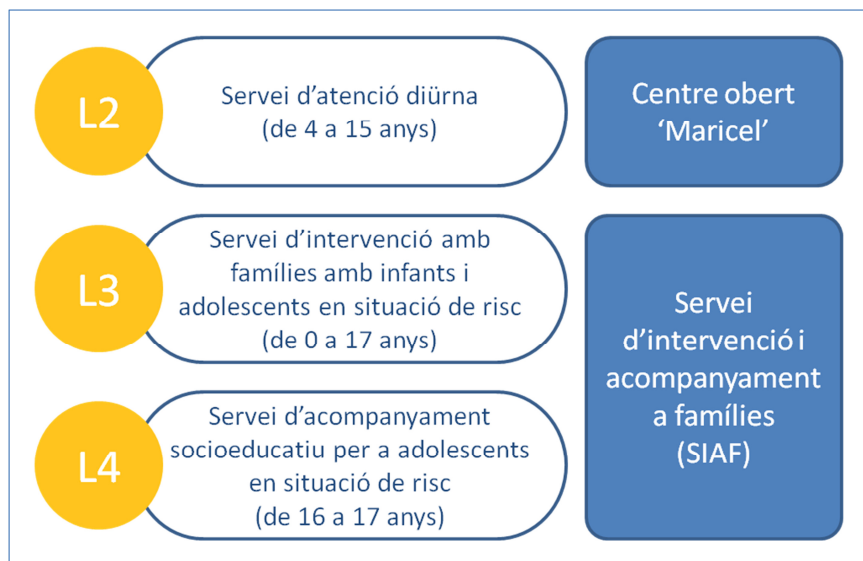 L2
Servei d'atenció diürna
(de 4 a 15 anys)
Centre obert
'Maricel'
L3
Servei d'intervenció amb
famílies amb infants i
adolescents en situació de risc
(de 0 a 17 anys)
L4
Servei d'acompanyament
socioeducatiu per a adolescents
en situació de risc
(de 16 a 17 anys)
Servei
d'intervenció i
acompanyament
a famílies
(SIAF)